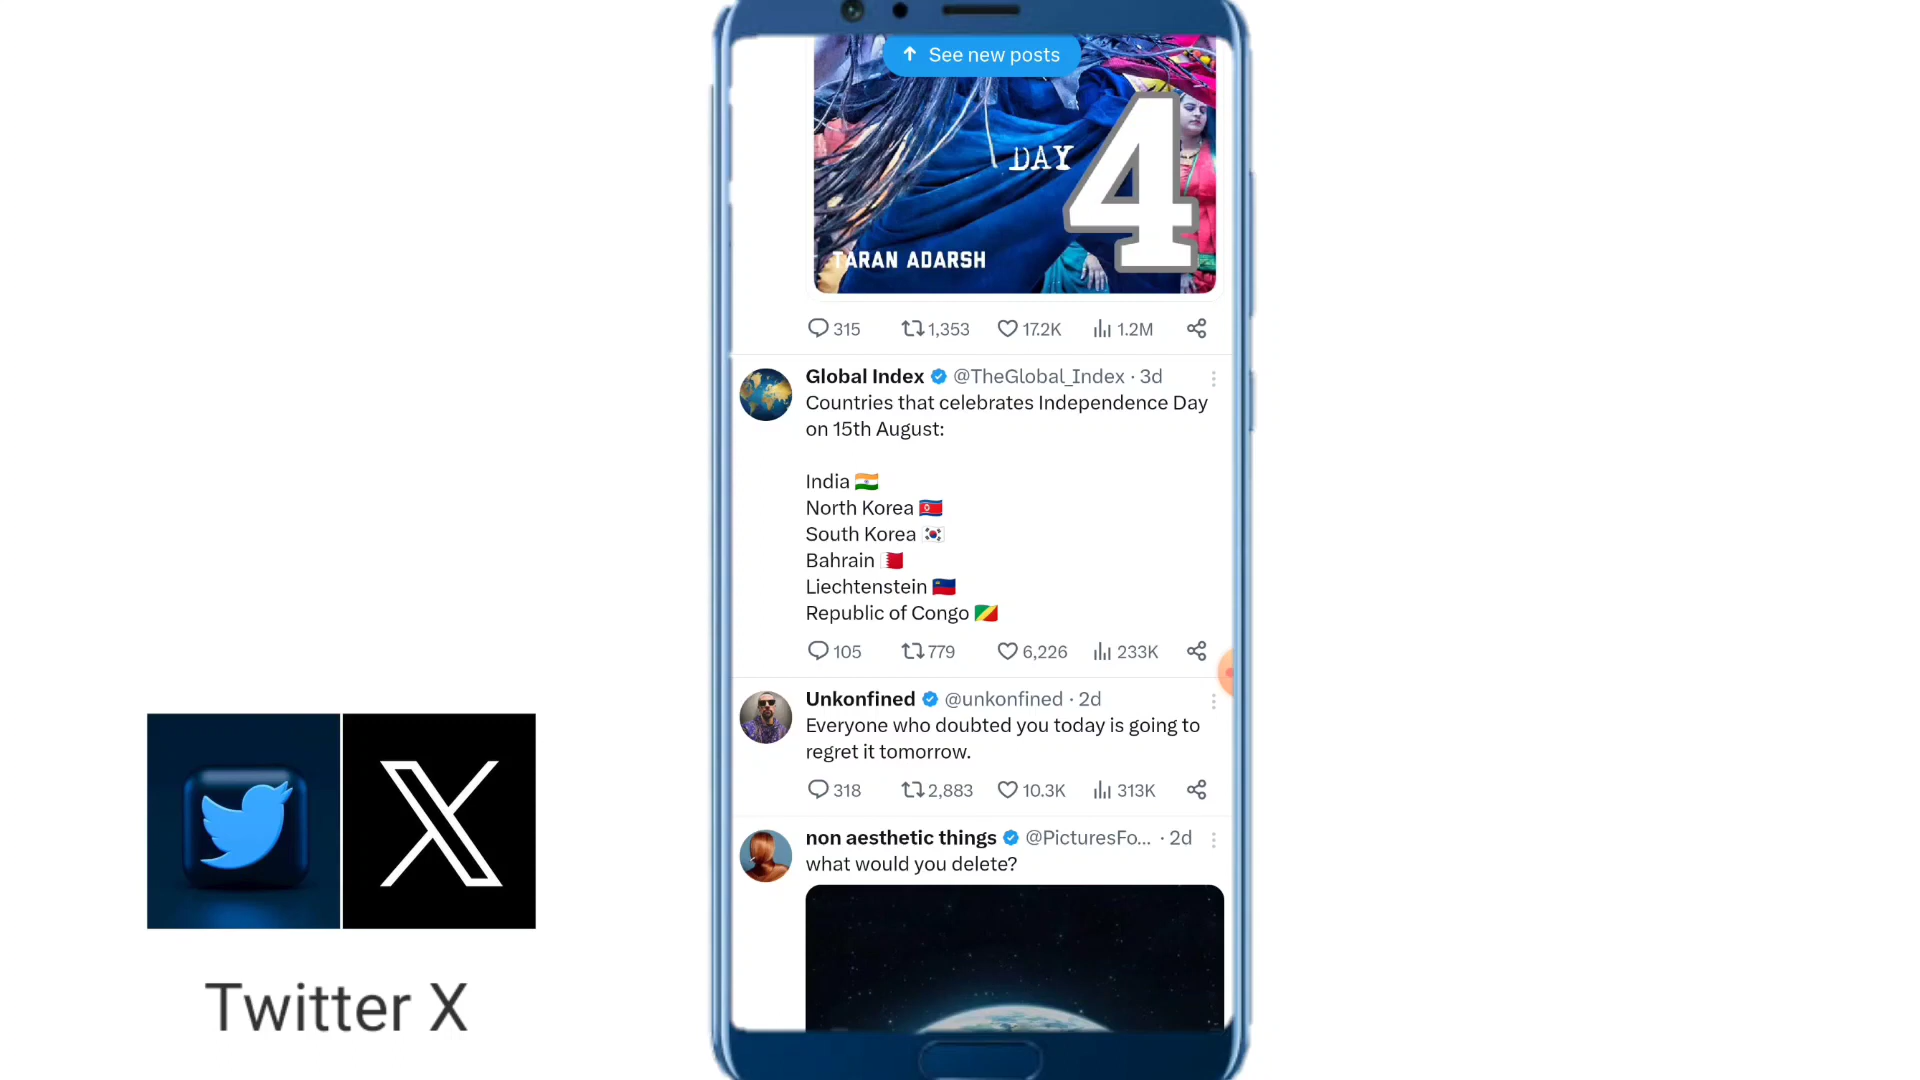 See new posts
DAY 4
TARAN ADARSH
315 1,353 17.2K 1.2M
Global Index @TheGlobal_Index · 3d
Countries that celebrates Independence Day
on 15th August:
India 🇮🇳
North Korea 🇰🇵
South Korea 🇰🇷
Bahrain 🇧🇭
Liechtenstein 🇱🇮
Republic of Congo 🇨🇬
105 779 6,226 233K
Unkonfined @unkonfined · 2d
Everyone who doubted you today is going to
regret it tomorrow.
318 2,883 10.3K 313K
non aesthetic things @PicturesFo... · 2d
what would you delete?
Twitter X